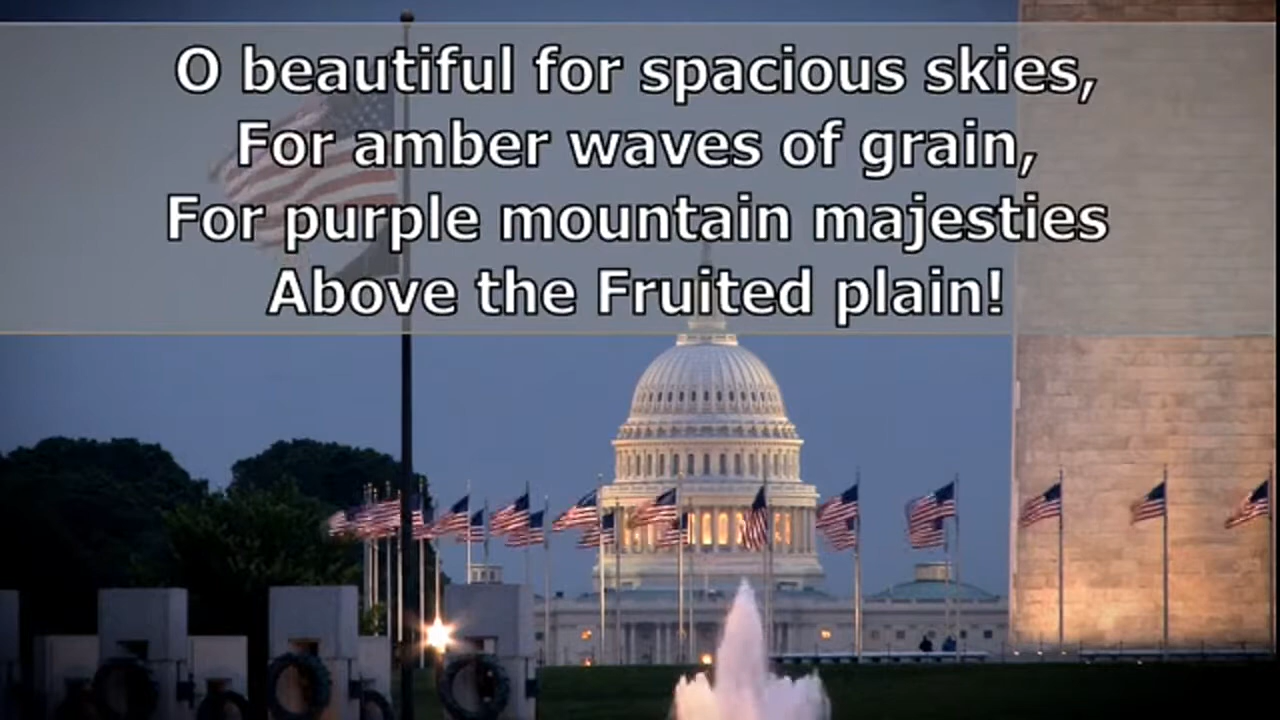 O beautiful for spacious skies,
For amber waves of grain,
For purple mountain majesties
Above the Fruited plain!